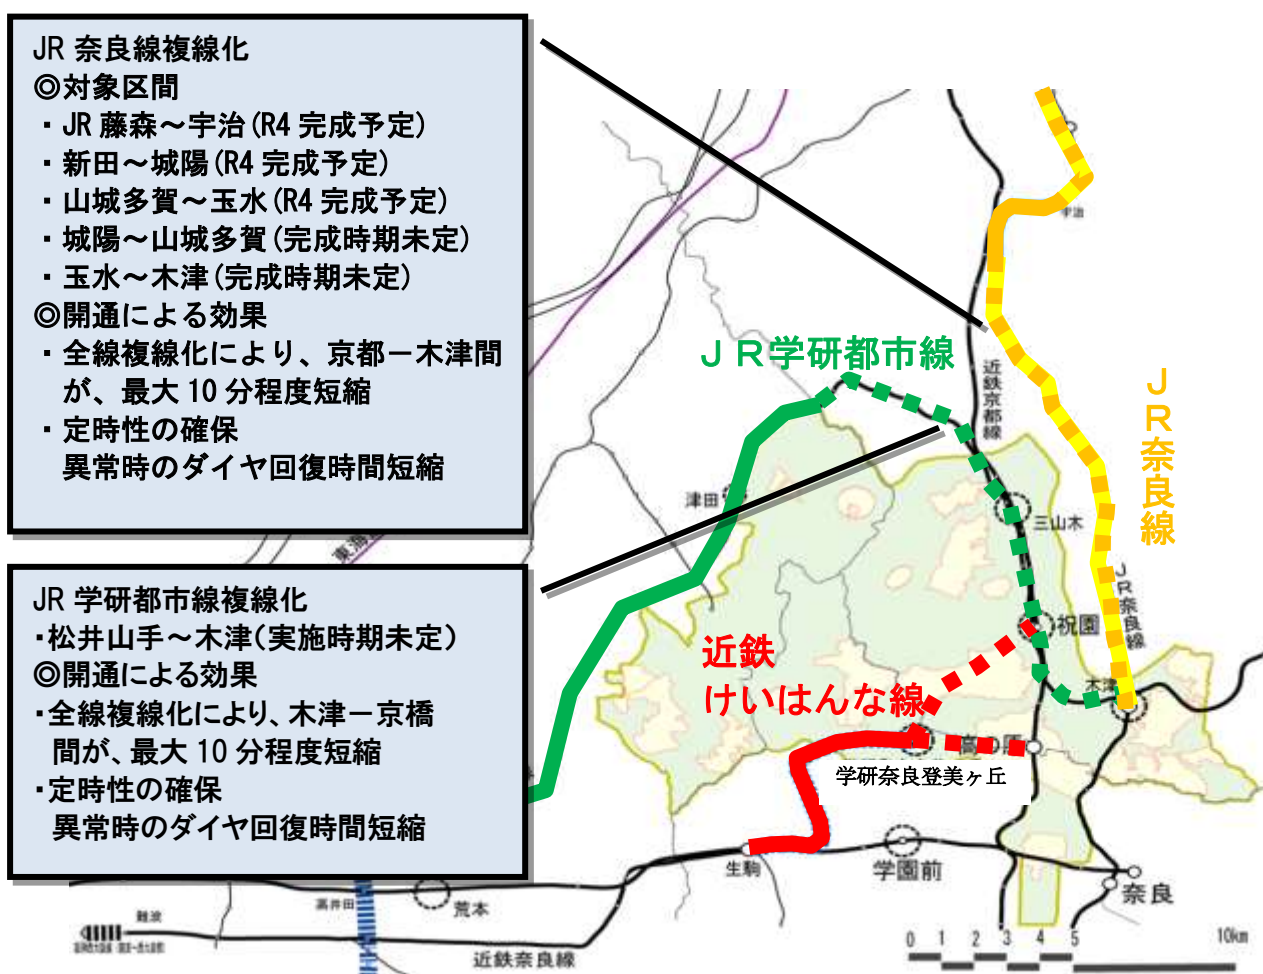 JR 奈良線複線化
◎対象区間
・JR 藤森～宇治(R4 完成予定)
・新田～城陽(R4 完成予定)
・山城多賀～玉水(R4 完成予定)
・城陽～山城多賀(完成時期未定)
・玉水～木津(完成時期未定)
◎開通による効果
・全線複線化により、京都－木津間
が、最大 10 分程度短縮
・定時性の確保
異常時のダイヤ回復時間短縮
JR 学研都市線複線化
・松井山手～木津(実施時期未定)
◎開通による効果
・全線複線化により、木津－京橋
間が、最大 10 分程度短縮
・定時性の確保
異常時のダイヤ回復時間短縮
宇治
ＪＲ学研都市線
近鉄京都線
ＪＲ奈良線
津田
三山木
東海
ＪＲ奈良線
祝園
近鉄
けいはんな線
木津
高の原
学研奈良登美ヶ丘
生駒
学園前
奈良
高井田
荒本
難波
近鉄奈良線
0 1 2 3 4 5 10km